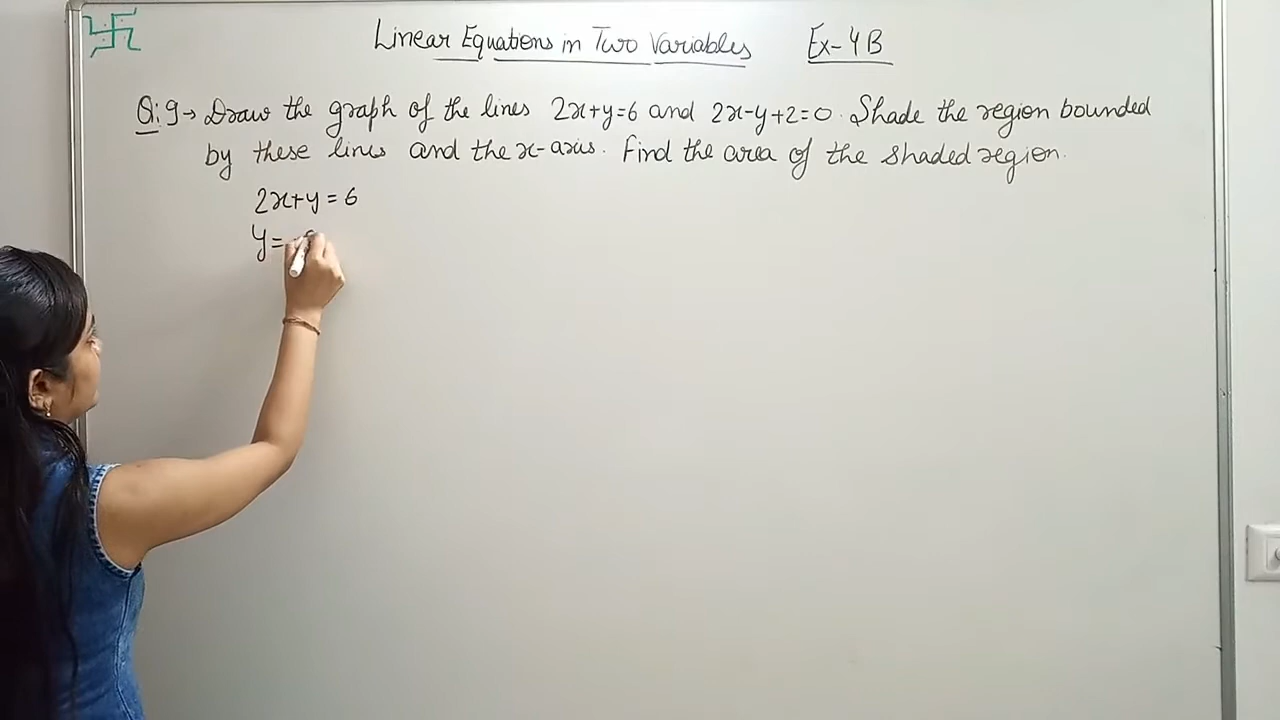 Linear Equations in Two Variables Ex-4B
Q:9→ Draw the graph of the lines 2x+y=6 and 2x-y+2=0. Shade the region bounded
by these lines and the x-axis. Find the area of the shaded region.
2x+y=6
y=